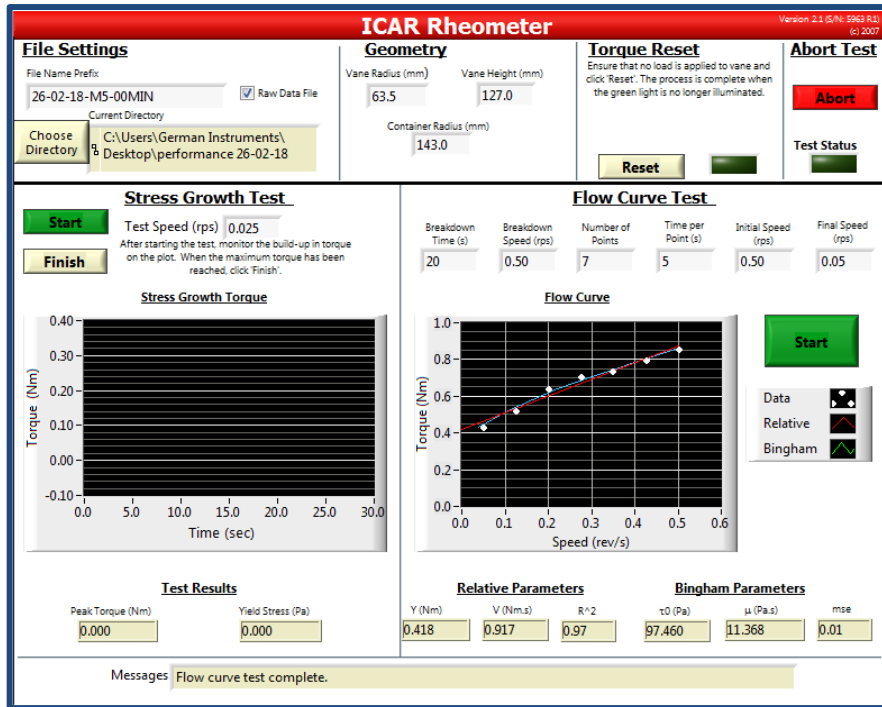 ICAR Rheometer
Version 2.1 (S/N: 5963 R1)
(c) 2007
File Settings
File Name Prefix
26-02-18-M5-00MIN
Raw Data File
Current Directory
Choose
Directory
C:\Users\German Instruments\
Desktop\performance 26-02-18
Geometry
Vane Radius (mm)
Vane Height (mm)
63.5
127.0
Container Radius (mm)
143.0
Torque Reset
Ensure that no load is applied to vane and
click 'Reset'. The process is complete when
the green light is no longer illuminated.
Reset
Abort Test
Abort
Test Status
Stress Growth Test
Start
Test Speed (rps) 0.025
After starting the test, monitor the build-up in torque
on the plot. When the maximum torque has been
reached, click 'Finish'.
Finish
Stress Growth Torque
0.40
0.30
0.20
0.10
0.00
-0.10
Torque (Nm)
0.0 5.0 10.0 15.0 20.0 25.0 30.0
Time (sec)
Test Results
Peak Torque (Nm)
Yield Stress (Pa)
0.000
0.000
Flow Curve Test
Breakdown
Time (s)
Breakdown
Speed (rps)
Number of
Points
Time per
Point (s)
Initial Speed
(rps)
Final Speed
(rps)
20 0.50 7 5 0.50 0.05
Flow Curve
1.0
0.8
0.6
0.4
0.2
0.0
Torque (Nm)
0.0 0.1 0.2 0.3 0.4 0.5 0.6
Speed (rev/s)
Start
Data
Relative
Bingham
Relative Parameters
Bingham Parameters
Y (Nm) V (Nm.s) R^2 τ0 (Pa) μ (Pa.s) mse
0.418 0.917 0.97 97.460 11.368 0.01
Messages Flow curve test complete.